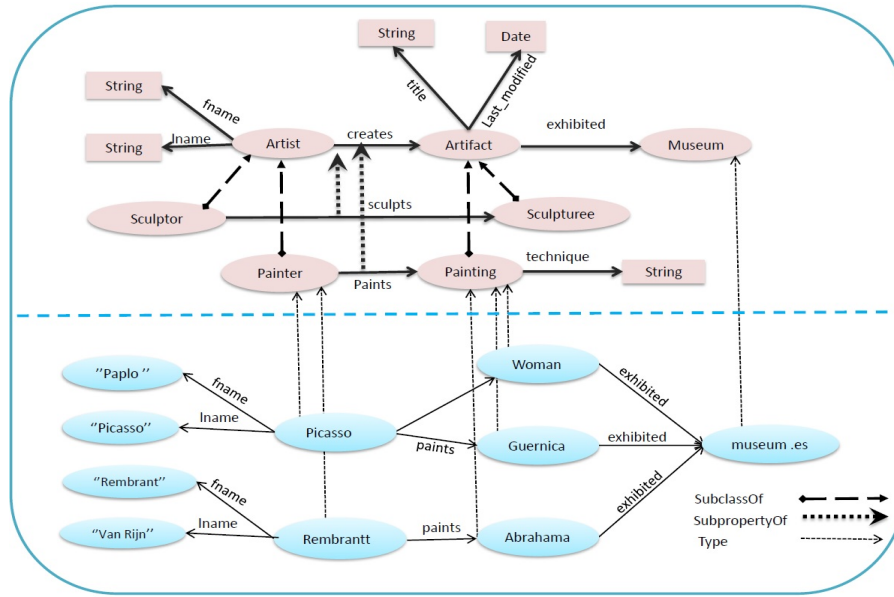 String
Date
String
title
Last_modified
fname
String
lname
Artist
creates
Artifact
exhibited
Museum
Sculptor
sculpts
Sculpturee
Painter
Paints
Painting
technique
String
"Paplo "
fname
Woman
exhibited
"Picasso"
lname
Picasso
paints
Guernica
exhibited
museum .es
"Rembrant"
fname
exhibited
SubclassOf
"Van Rijn"
lname
Rembrantt
paints
Abrahama
SubpropertyOf
Type